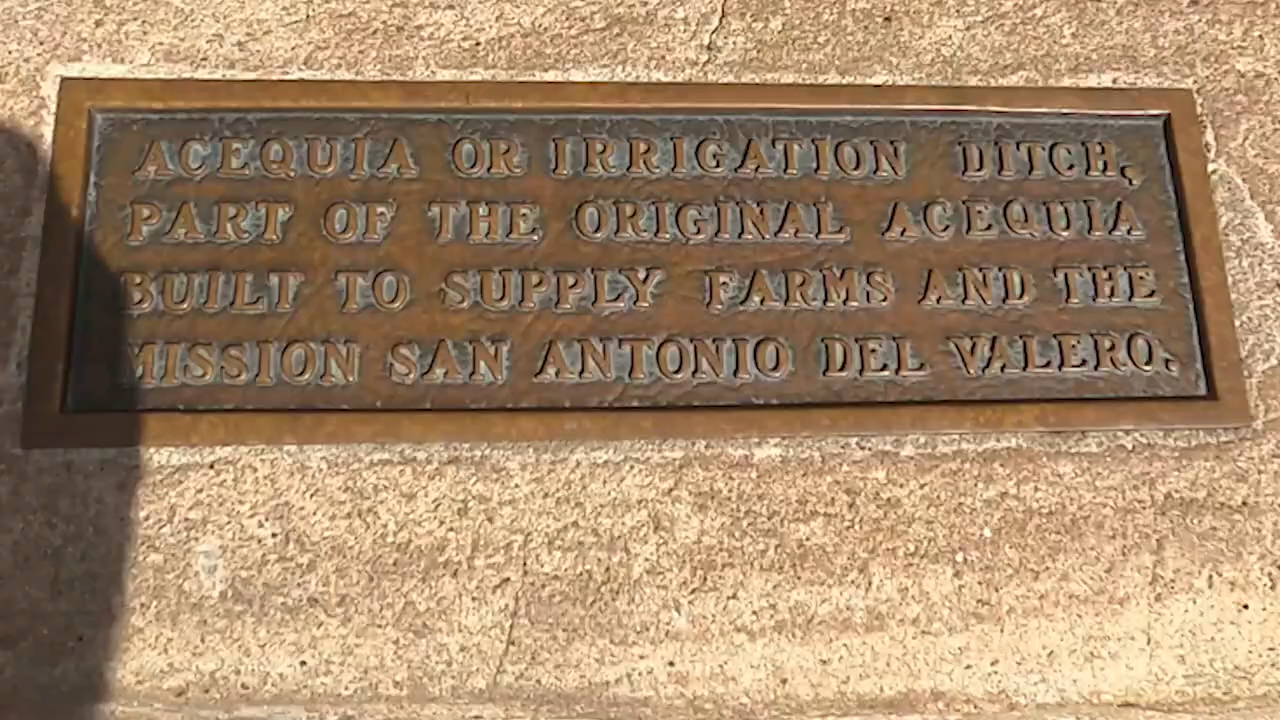 ACEQUIA OR IRRIGATION DITCH,
PART OF THE ORIGINAL ACEQUIA
BUILT TO SUPPLY FARMS AND THE
MISSION SAN ANTONIO DEL VALERO.